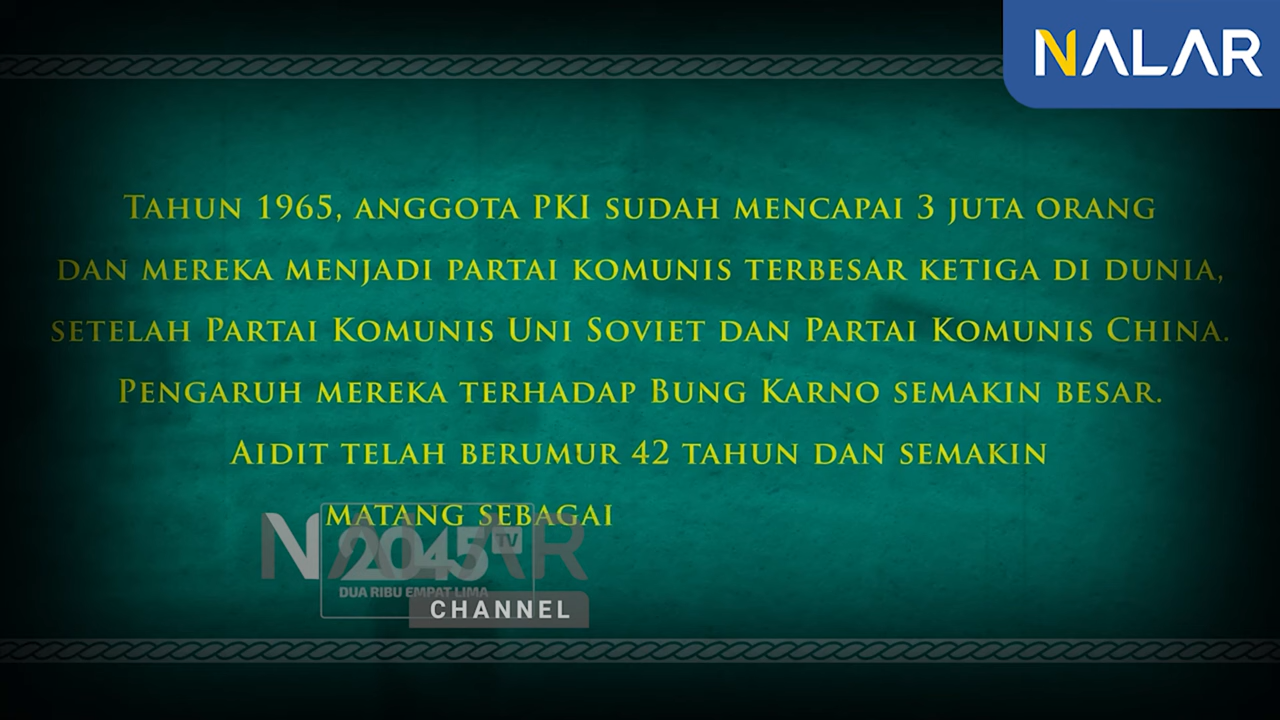 NALAR
Tahun 1965, anggota PKI sudah mencapai 3 juta orang
dan mereka menjadi partai komunis terbesar ketiga di dunia,
setelah Partai Komunis Uni Soviet dan Partai Komunis China.
Pengaruh mereka terhadap Bung Karno semakin besar.
Aidit telah berumur 42 tahun dan semakin
matang sebagai
NALAR
2045 TV
DUA RIBU EMPAT LIMA
CHANNEL